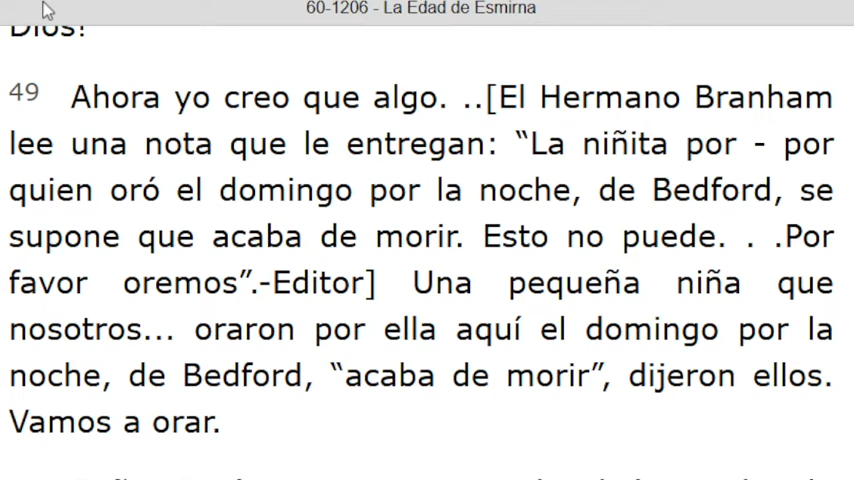 60-1206 - La Edad de Esmirna
Dios!
49 Ahora yo creo que algo. ..[El Hermano Branham
lee una nota que le entregan: “La niñita por - por
quien oró el domingo por la noche, de Bedford, se
supone que acaba de morir. Esto no puede. . .Por
favor oremos”.-Editor] Una pequeña niña que
nosotros... oraron por ella aquí el domingo por la
noche, de Bedford, “acaba de morir”, dijeron ellos.
Vamos a orar.